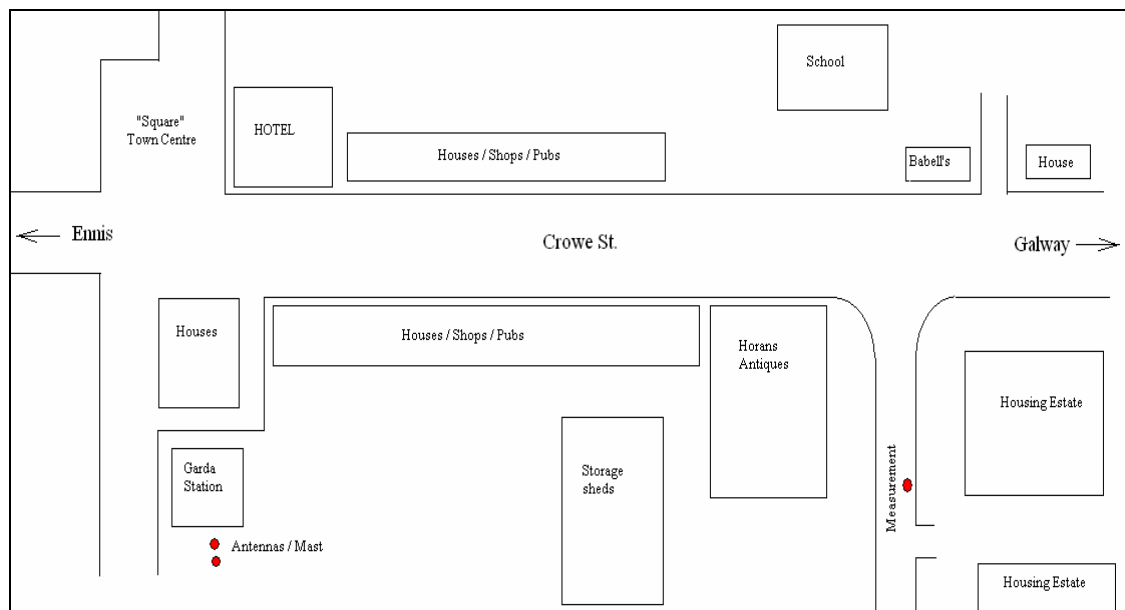 School
"Square"
Town Centre
HOTEL
Houses / Shops / Pubs
Babell's
House
Ennis
Crowe St.
Galway
Houses
Houses / Shops / Pubs
Horans
Antiques
Housing Estate
Garda
Station
Storage
sheds
Measurement
Antennas / Mast
Housing Estate